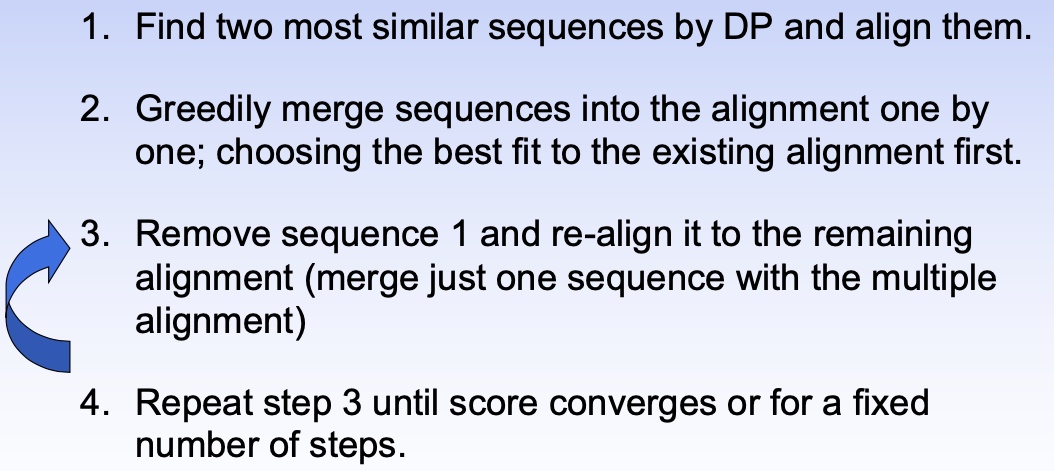 1. Find two most similar sequences by DP and align them.
2. Greedily merge sequences into the alignment one by
one; choosing the best fit to the existing alignment first.
3. Remove sequence 1 and re-align it to the remaining
alignment (merge just one sequence with the multiple
alignment)
4. Repeat step 3 until score converges or for a fixed
number of steps.